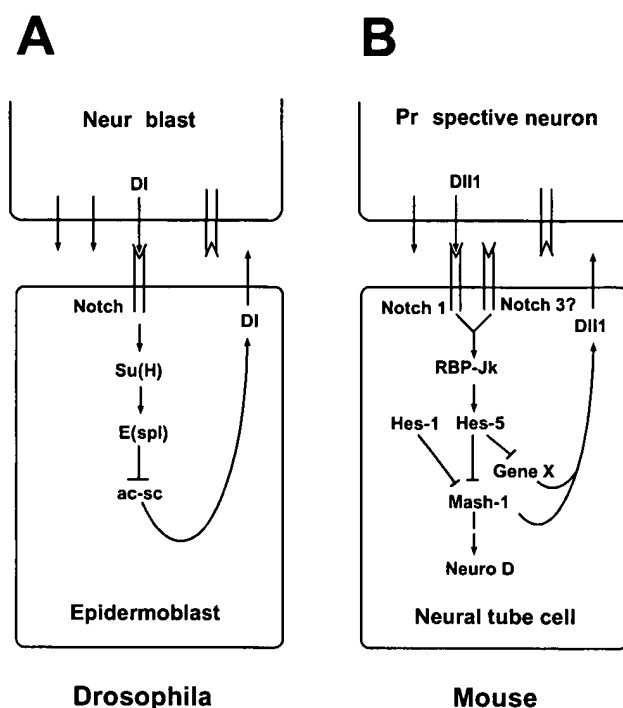 A
Neur blast
Dl
Notch
Dl
Su(H)
E(spl)
ac-sc
Epidermoblast
Drosophila
B
Pr spective neuron
Dll1
Notch 1
Notch 3?
Dll1
RBP-Jk
Hes-1
Hes-5
Gene X
Mash-1
Neuro D
Neural tube cell
Mouse